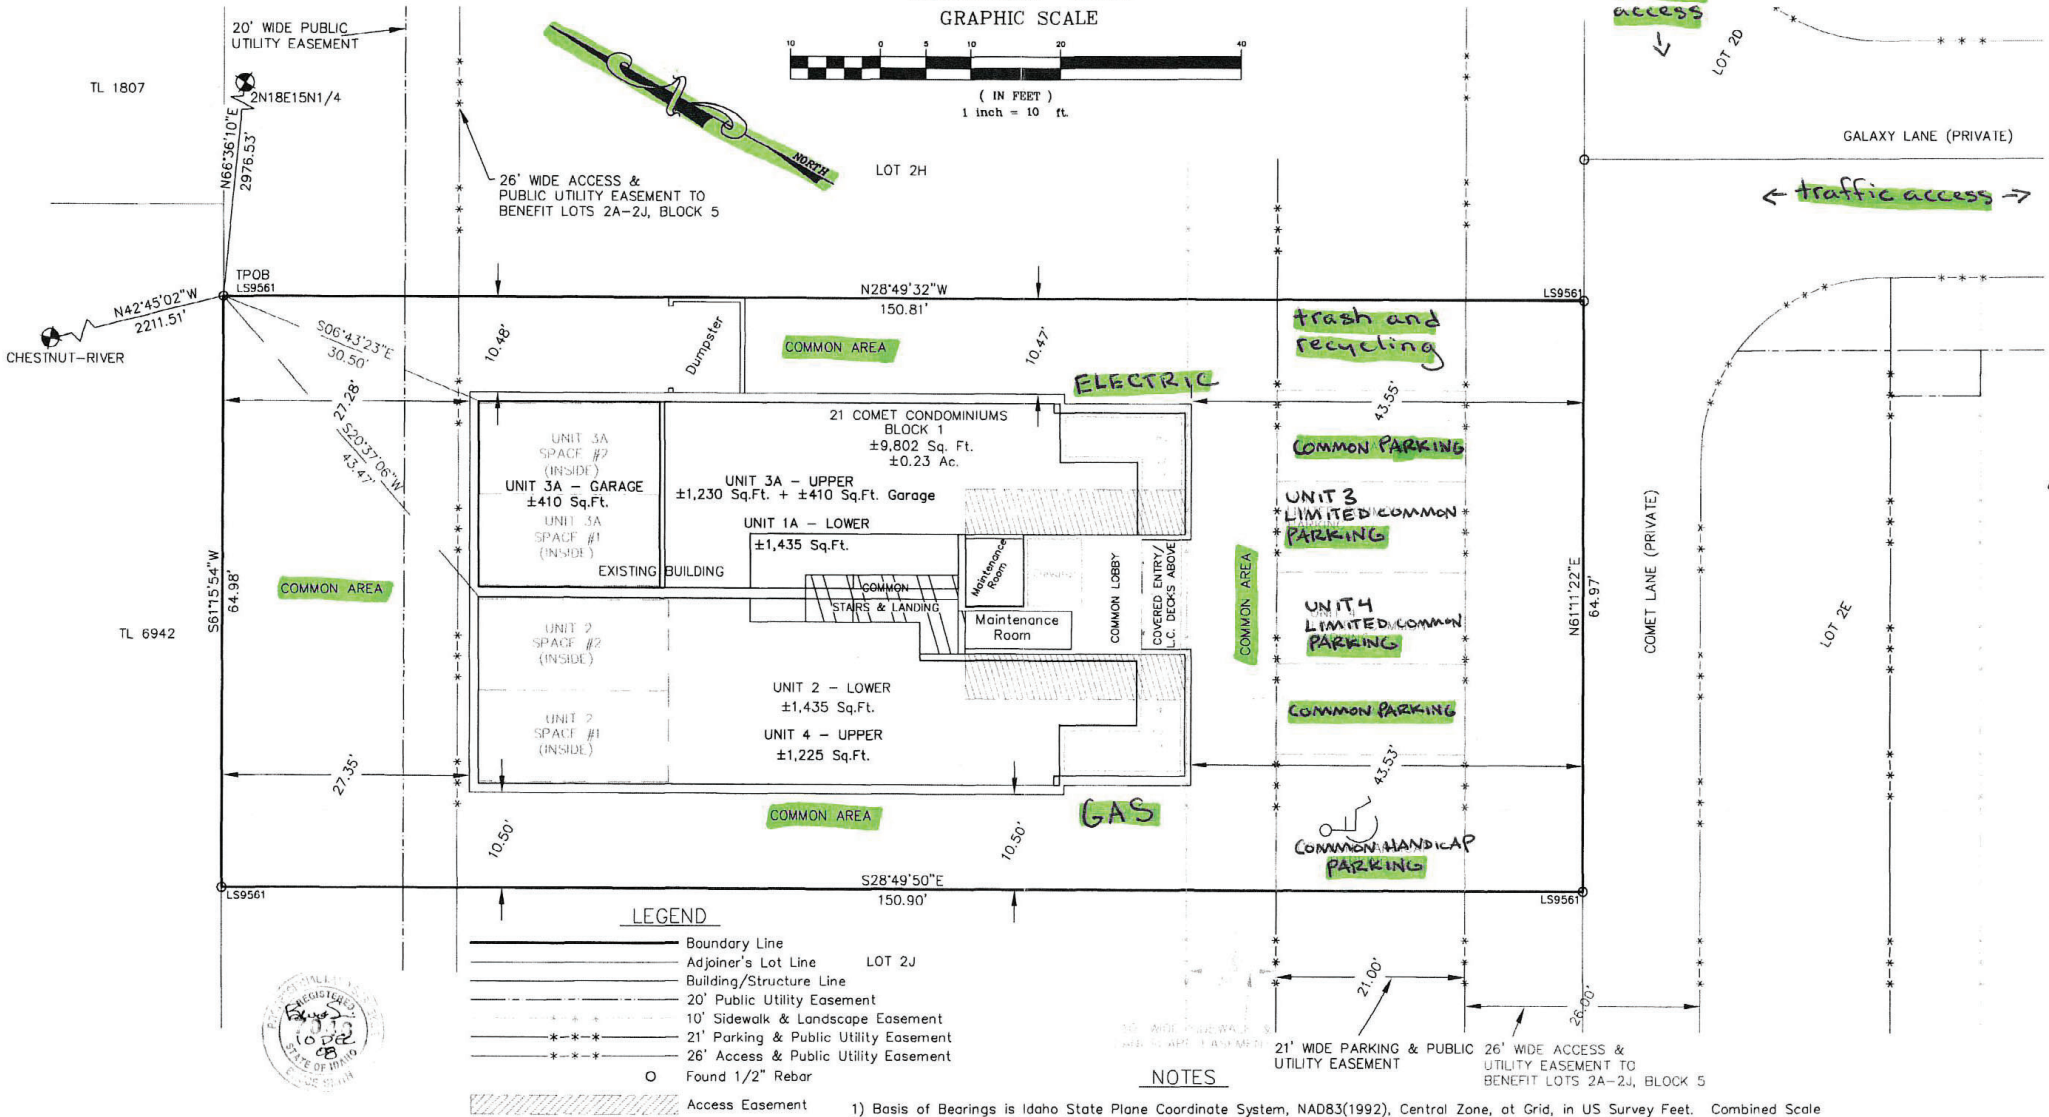 GRAPHIC SCALE
10 0 5 10 20 40
( IN FEET )
1 inch = 10 ft.
20' WIDE PUBLIC
UTILITY EASEMENT
TL 1807
2N18E15N1/4
N66°36'10"E
2976.53'
26' WIDE ACCESS &
PUBLIC UTILITY EASEMENT TO
BENEFIT LOTS 2A-2J, BLOCK 5
NORTH
LOT 2H
access
LOT 2D
GALAXY LANE (PRIVATE)
← traffic access →
TPOB
LS9561
N42°45'02"W
2211.51'
CHESTNUT-RIVER
S06°43'23"E
30.50'
S20°37'06"W
43.47'
N28°49'32"W
150.81'
LS9561
10.48'
Dumpster
COMMON AREA
10.47'
trash and
recycling
ELECTRIC
27.28'
43.55'
21 COMET CONDOMINIUMS
BLOCK 1
±9,802 Sq. Ft.
±0.23 Ac.
UNIT 3A
SPACE #2
(INSIDE)
UNIT 3A - GARAGE
±410 Sq.Ft.
UNIT 3A
SPACE #1
(INSIDE)
UNIT 3A - UPPER
±1,230 Sq.Ft. + ±410 Sq.Ft. Garage
UNIT 1A - LOWER
±1,435 Sq.Ft.
EXISTING BUILDING
COMMON
STAIRS & LANDING
Maintenance
Room
Maintenance
Room
COMMON LOBBY
COVERED ENTRY/
L.C. DECKS ABOVE
COMMON AREA
COMMON PARKING
UNIT 3
LIMITED COMMON
PARKING
UNIT 4
LIMITED COMMON
PARKING
COMMON PARKING
COMMON AREA
S61°15'54"W
64.98'
TL 6942
UNIT 2
SPACE #2
(INSIDE)
UNIT 2
SPACE #1
(INSIDE)
UNIT 2 - LOWER
±1,435 Sq.Ft.
UNIT 4 - UPPER
±1,225 Sq.Ft.
N61°11'22"E
64.97'
COMET LANE (PRIVATE)
LOT 2E
27.35'
43.53'
COMMON AREA
GAS
10.50'
10.50'
COMMON HANDICAP
PARKING
S28°49'50"E
150.90'
LS9561
LS9561
LEGEND
Boundary Line
Adjoiner's Lot Line
LOT 2J
Building/Structure Line
20' Public Utility Easement
10' Sidewalk & Landscape Easement
21' Parking & Public Utility Easement
26' Access & Public Utility Easement
Found 1/2" Rebar
Access Easement
REGISTERED
STATE OF IDAHO
21.00'
26.00'
21' WIDE PARKING & PUBLIC
UTILITY EASEMENT
26' WIDE ACCESS &
UTILITY EASEMENT TO
BENEFIT LOTS 2A-2J, BLOCK 5
NOTES
1) Basis of Bearings is Idaho State Plane Coordinate System, NAD83(1992), Central Zone, at Grid, in US Survey Feet. Combined Scale